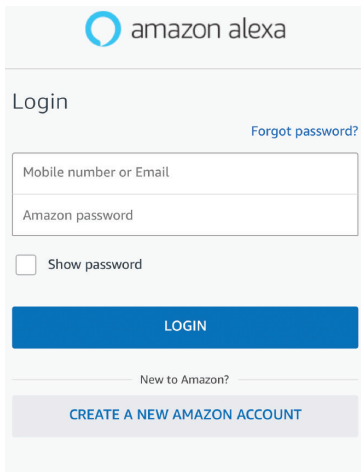 amazon alexa
Login
Forgot password?
Mobile number or Email
Amazon password
Show password
LOGIN
New to Amazon?
CREATE A NEW AMAZON ACCOUNT